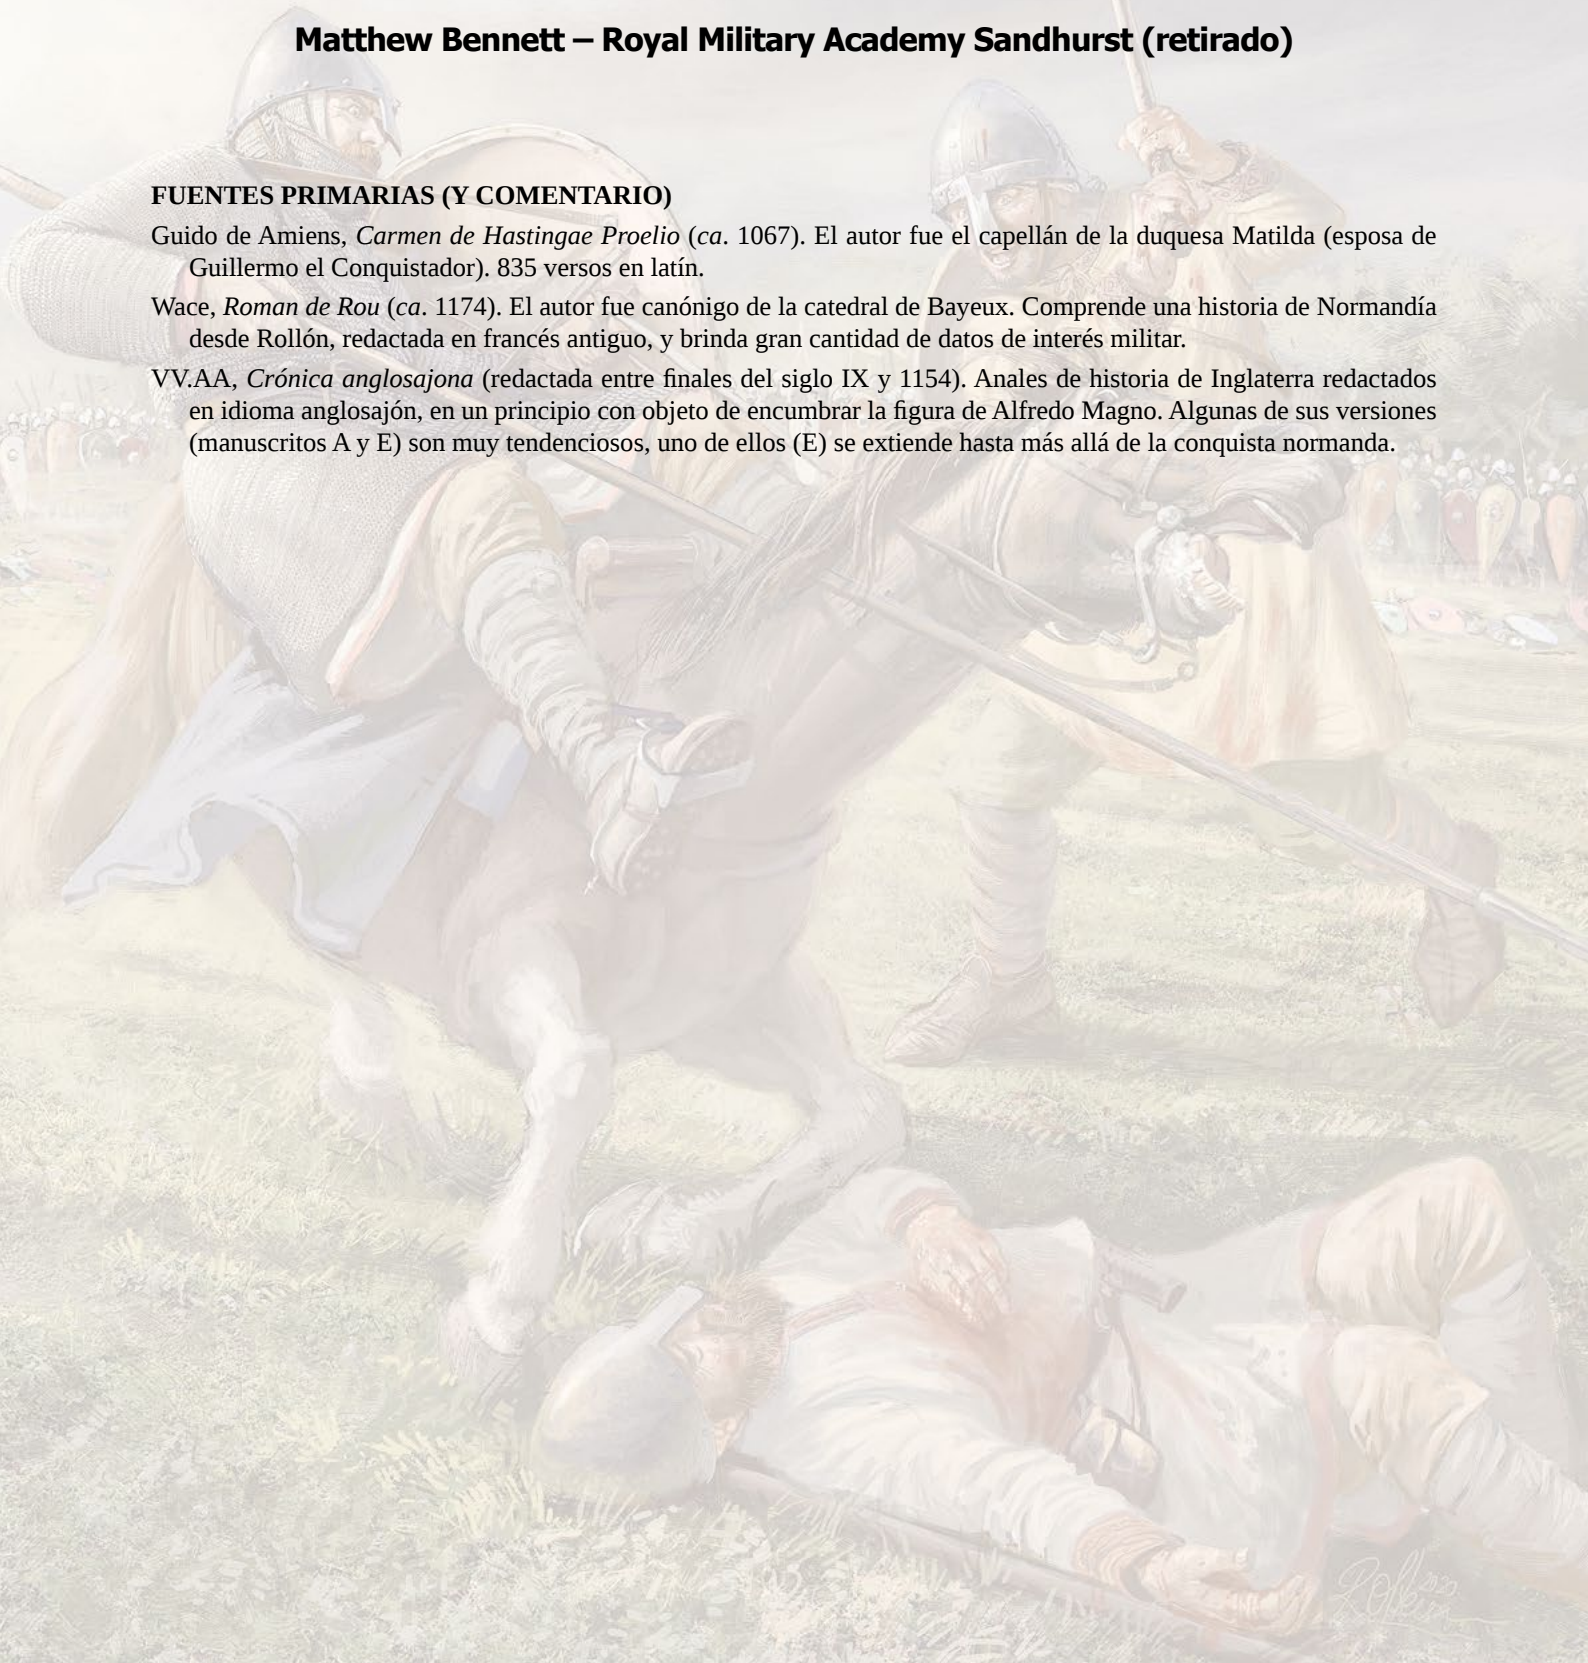 Matthew Bennett – Royal Military Academy Sandhurst (retirado)
FUENTES PRIMARIAS (Y COMENTARIO)
Guido de Amiens, Carmen de Hastingae Proelio (ca. 1067). El autor fue el capellán de la duquesa Matilda (esposa de
Guillermo el Conquistador). 835 versos en latín.
Wace, Roman de Rou (ca. 1174). El autor fue canónigo de la catedral de Bayeux. Comprende una historia de Normandía
desde Rollón, redactada en francés antiguo, y brinda gran cantidad de datos de interés militar.
VV.AA, Crónica anglosajona (redactada entre finales del siglo IX y 1154). Anales de historia de Inglaterra redactados
en idioma anglosajón, en un principio con objeto de encumbrar la figura de Alfredo Magno. Algunas de sus versiones
(manuscritos A y E) son muy tendenciosos, uno de ellos (E) se extiende hasta más allá de la conquista normanda.